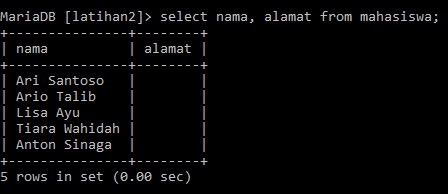 MariaDB [latihan2]> select nama, alamat from mahasiswa;
+---------------+--------+
| nama          | alamat |
+---------------+--------+
| Ari Santoso   |        |
| Ario Talib    |        |
| Lisa Ayu      |        |
| Tiara Wahidah |        |
| Anton Sinaga  |        |
+---------------+--------+
5 rows in set (0.00 sec)